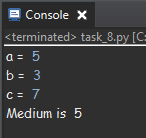 Console
<terminated> task_8.py [C:
a = 5
b = 3
c = 7
Medium is 5